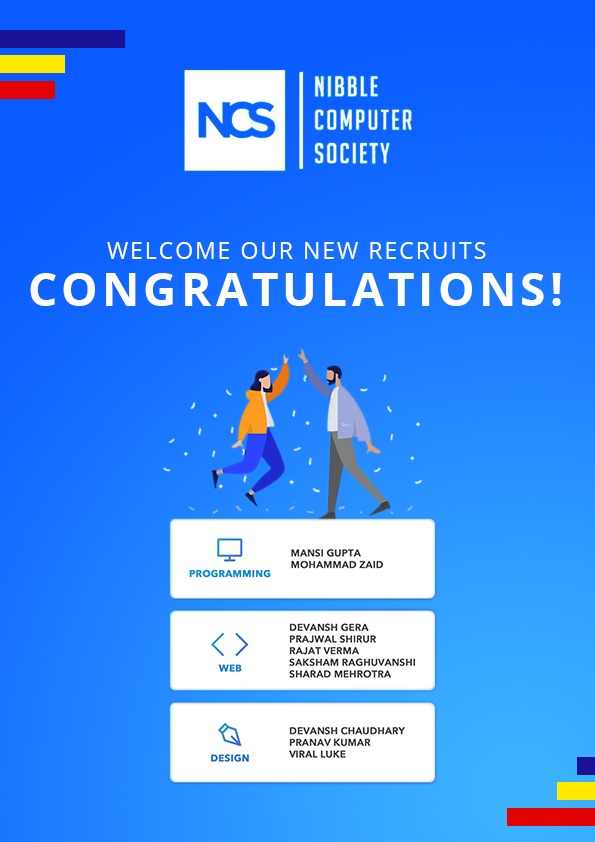 NCS
NIBBLE
COMPUTER
SOCIETY
WELCOME OUR NEW RECRUITS
CONGRATULATIONS!
PROGRAMMING
MANSI GUPTA
MOHAMMAD ZAID
WEB
DEVANSH GERA
PRAJWAL SHIRUR
RAJAT VERMA
SAKSHAM RAGHUVANSHI
SHARAD MEHROTRA
DESIGN
DEVANSH CHAUDHARY
PRANAV KUMAR
VIRAL LUKE